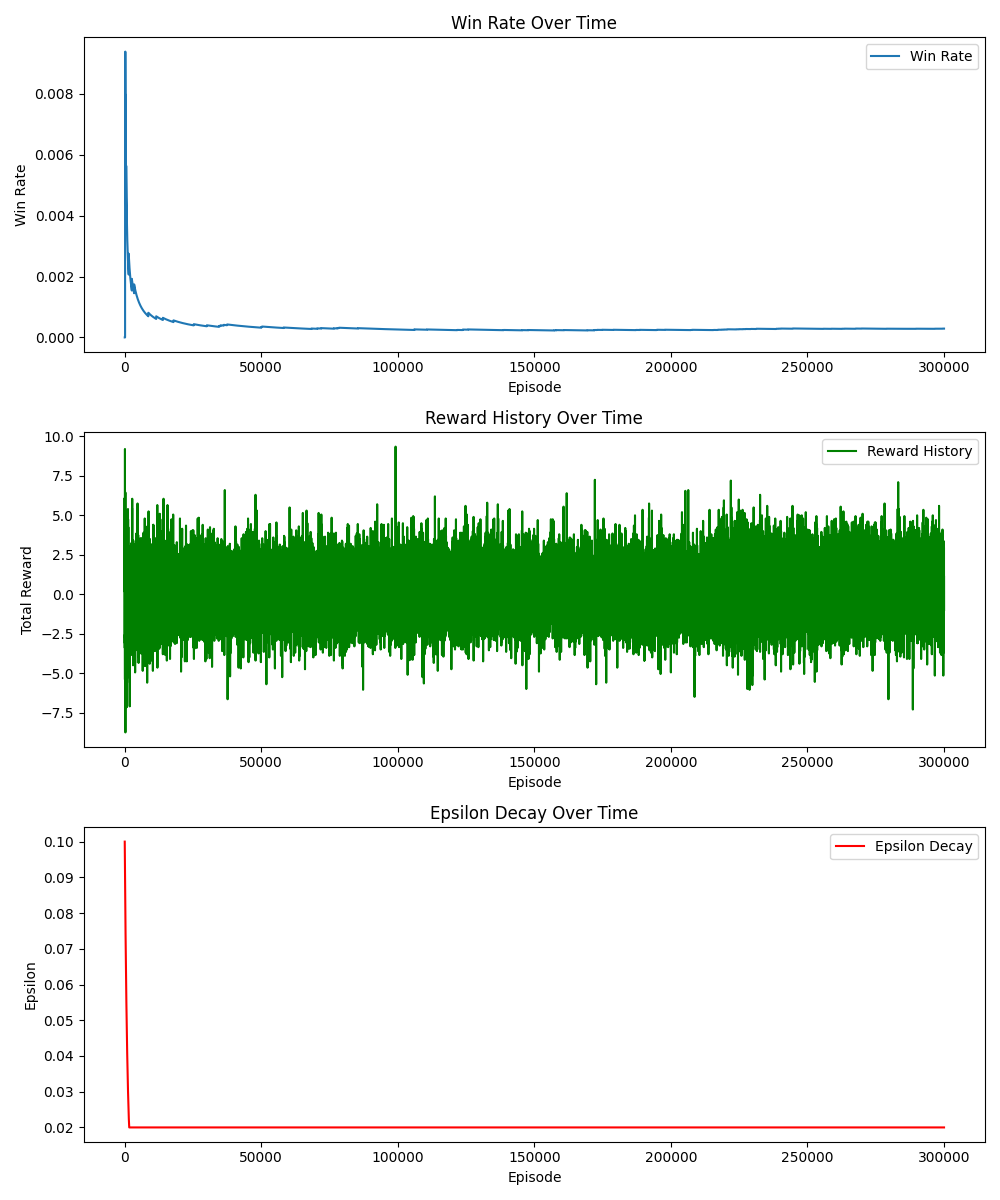 Win Rate Over Time
Win Rate
0.008
0.006
0.004
0.002
0.000
Win Rate
0 50000 100000 150000 200000 250000 300000
Episode
Reward History Over Time
Reward History
10.0
7.5
5.0
2.5
0.0
−2.5
−5.0
−7.5
Total Reward
0 50000 100000 150000 200000 250000 300000
Episode
Epsilon Decay Over Time
Epsilon Decay
0.10
0.09
0.08
0.07
0.06
0.05
0.04
0.03
0.02
Epsilon
0 50000 100000 150000 200000 250000 300000
Episode